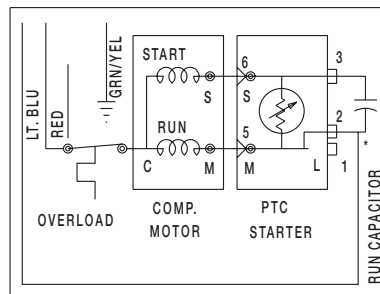 LT. BLU
RED
GRN/YEL
START
6
3
S
S
RUN
5
2
C
M
M
L
1
*
OVERLOAD
COMP.
MOTOR
PTC
STARTER
RUN CAPACITOR